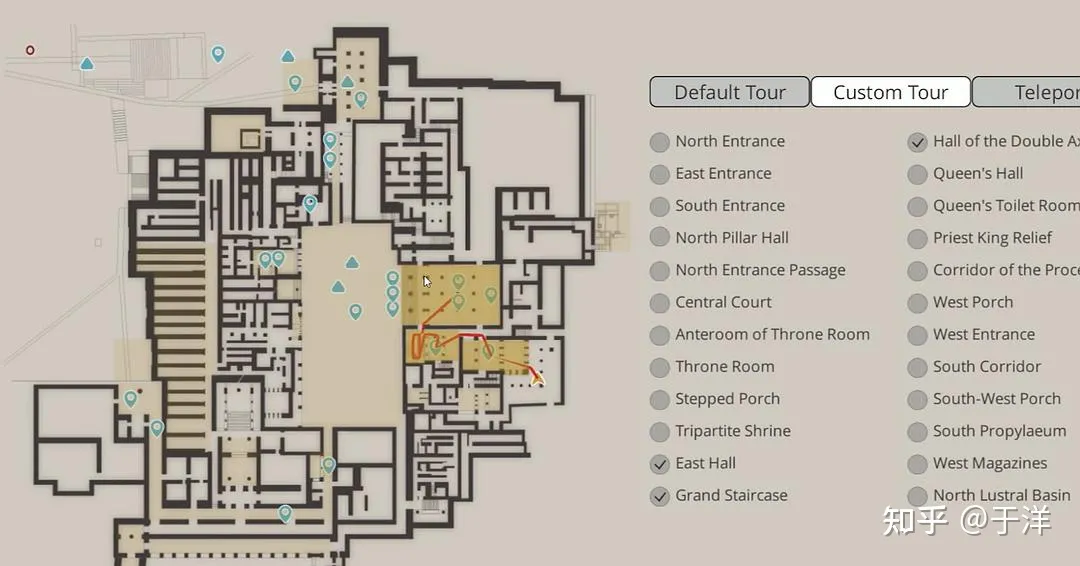 Default Tour
Custom Tour
North Entrance
East Entrance
South Entrance
North Pillar Hall
North Entrance Passage
Central Court
Anteroom of Throne Room
Throne Room
Stepped Porch
Tripartite Shrine
East Hall
Grand Staircase
Hall of the Double
Queen's Hall
Queen's Toilet Room
Priest King Relief
Corridor of the
West Porch
West Entrance
South Corridor
South-West Porch
South Propylaeum
West Magazines
North Lustral Basin
知乎 @于洋